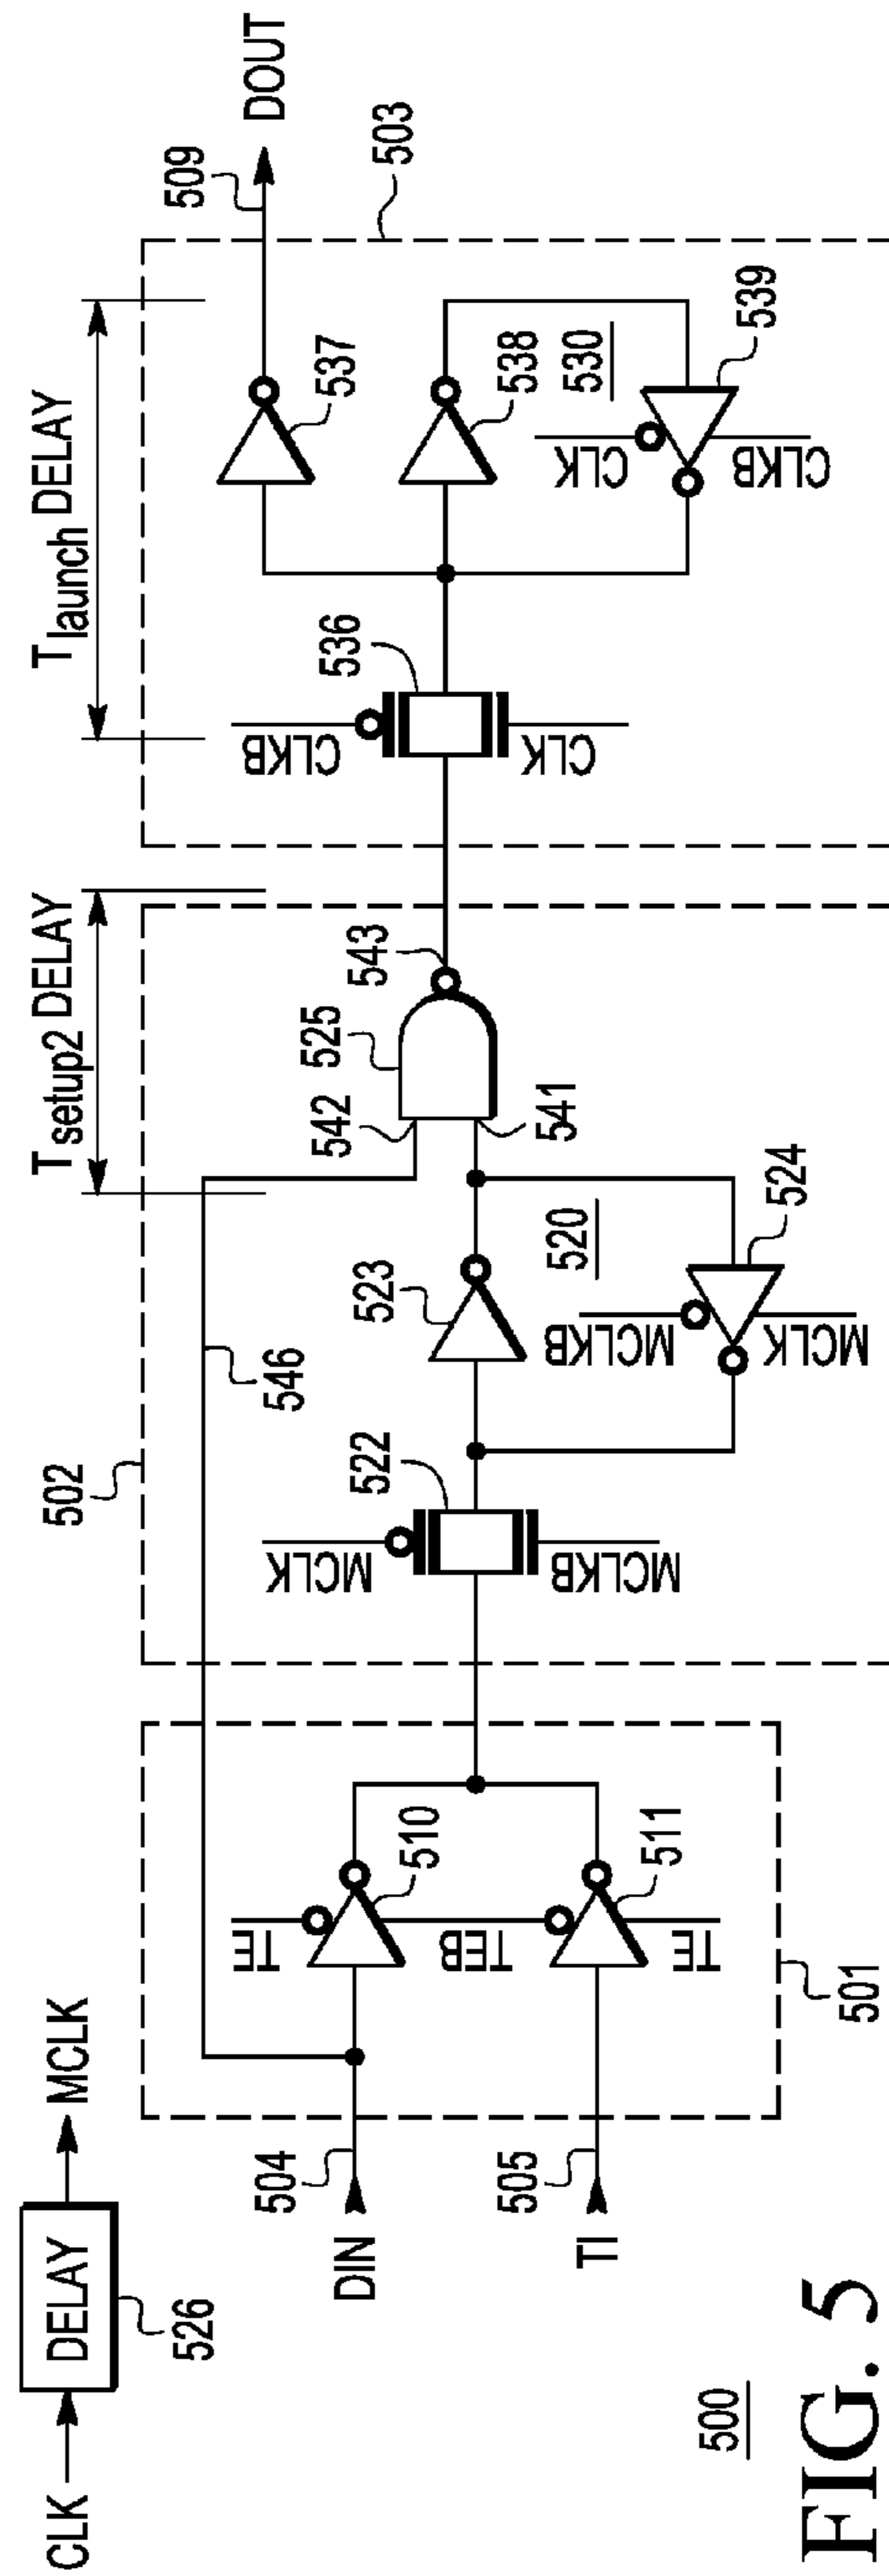 CLK
DELAY
MCLK
526
T setup2 DELAY
T launch DELAY
502
546
509
DOUT
503
DIN
504
TI
505
TE
510
TEB
511
TE
501
MCLK
522
MCLKB
523
520
MCLKB
524
MCLK
542
541
525
543
CLKB
536
CLK
537
538
530
CLK
539
CLKB
500
FIG. 5